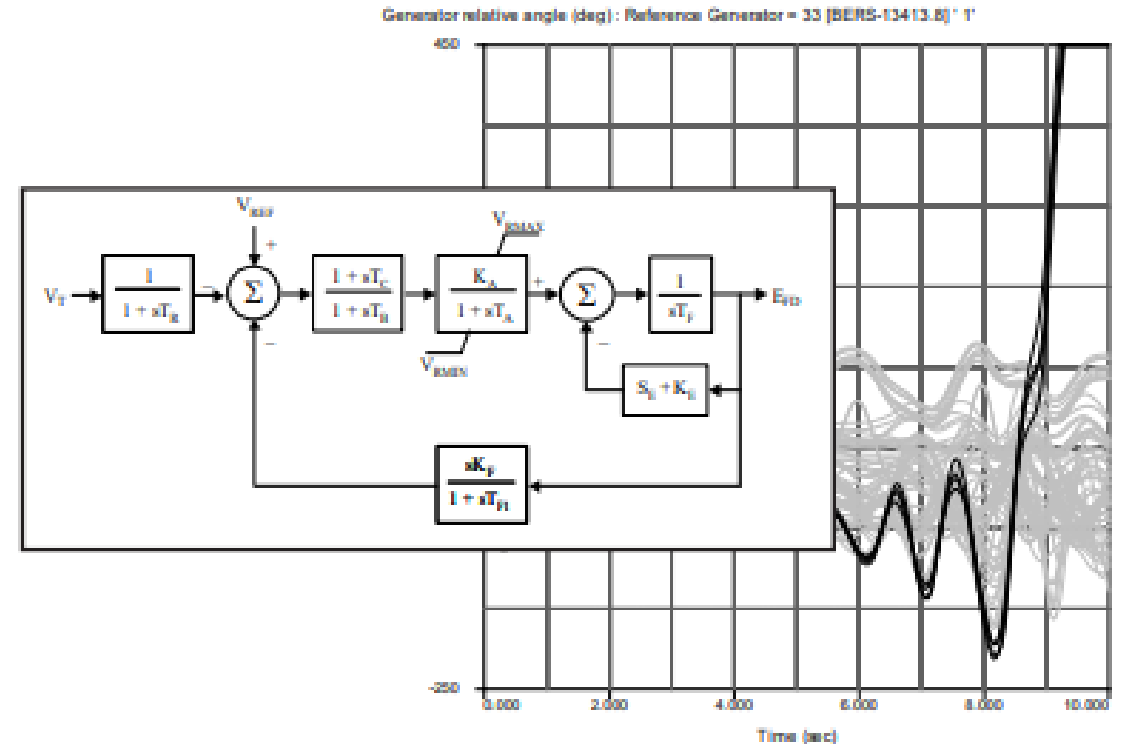 Generator relative angle (deg) : Reference Generator = 33 [BERS-13413.8] ' 1'
450
V_REF
+
V_RMAX
V_T
1
1 + sT_R
−
Σ
1 + sT_C
1 + sT_B
K_A
1 + sT_A
+
Σ
1
sT_F
E_FD
−
−
V_RMIN
S_E + K_E
sK_F
1 + sT_F1
-250
0.000 2.000 4.000 6.000 8.000 10.000
Time (sec)